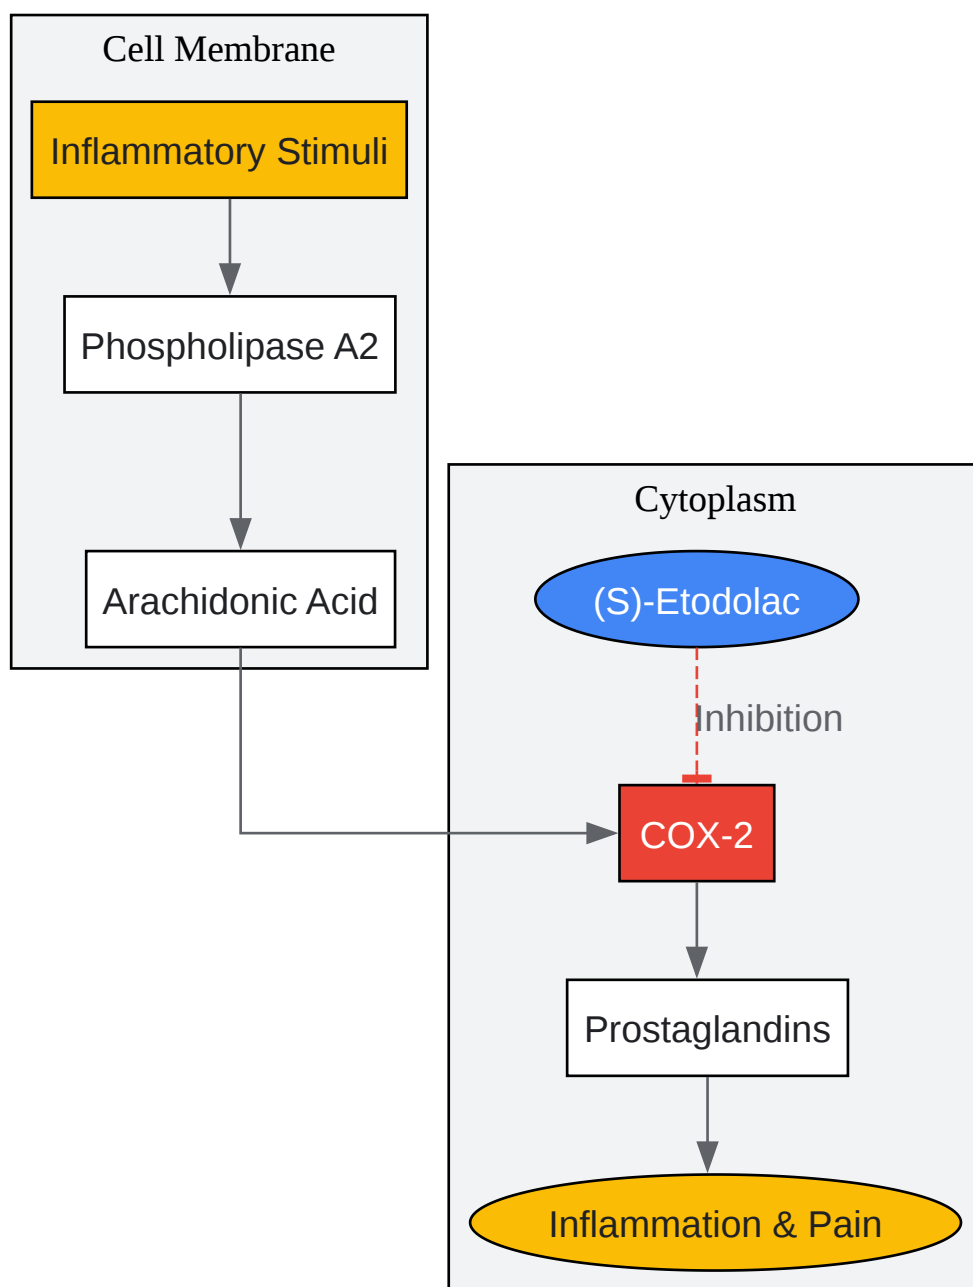 Cell Membrane
Inflammatory Stimuli
Phospholipase A2
Arachidonic Acid
Cytoplasm
(S)-Etodolac
Inhibition
COX-2
Prostaglandins
Inflammation & Pain